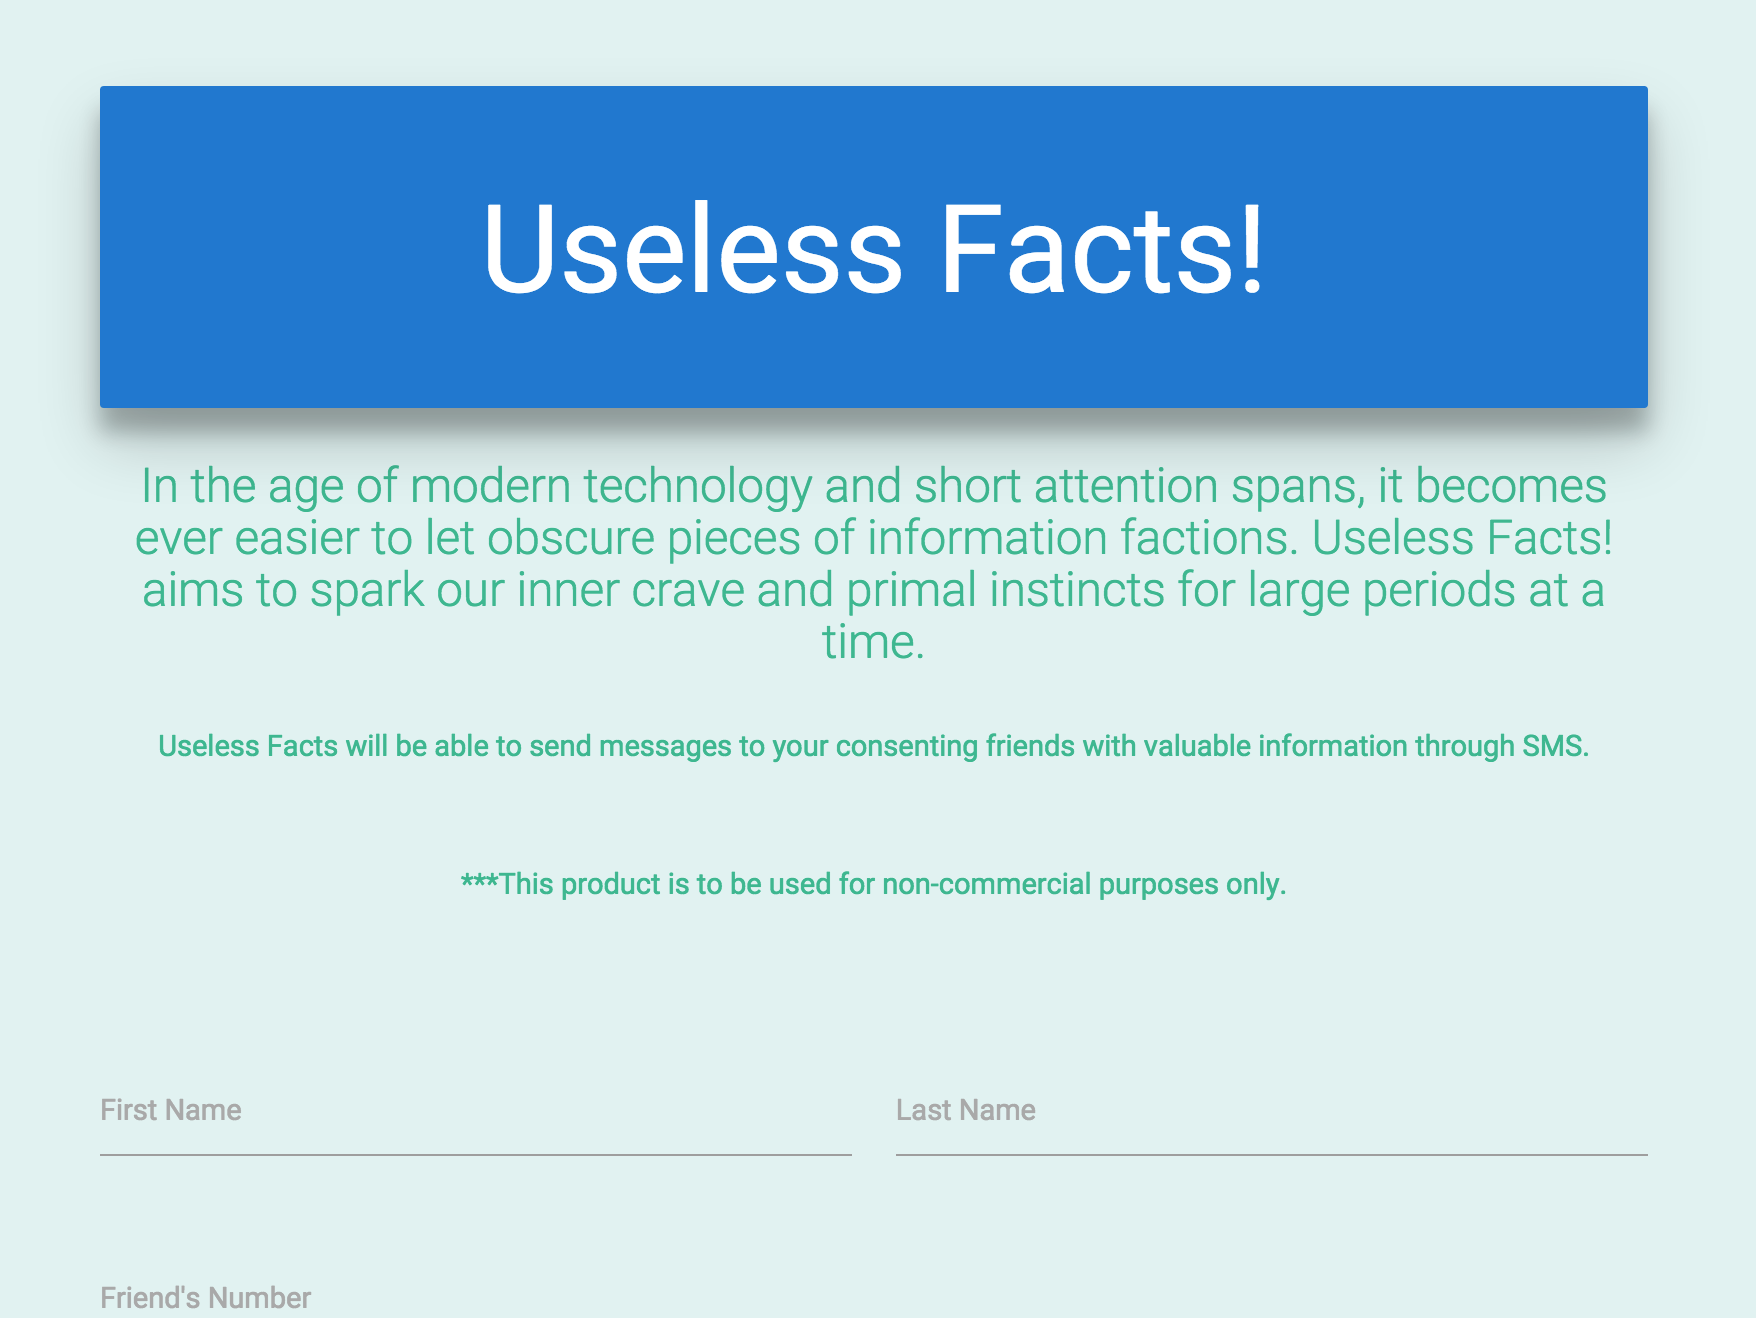 Useless Facts!
In the age of modern technology and short attention spans, it becomes
ever easier to let obscure pieces of information factions. Useless Facts!
aims to spark our inner crave and primal instincts for large periods at a
time.
Useless Facts will be able to send messages to your consenting friends with valuable information through SMS.
***This product is to be used for non-commercial purposes only.
First Name
Last Name
Friend's Number